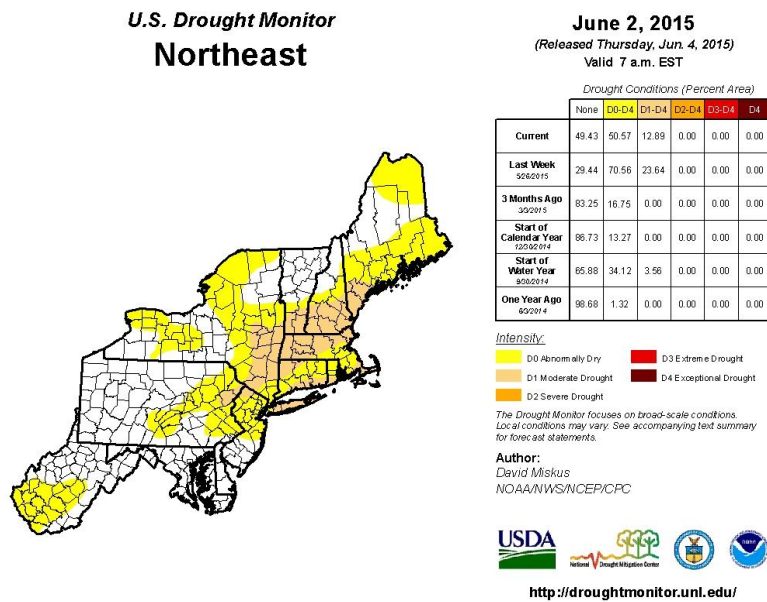 U.S. Drought Monitor
Northeast
June 2, 2015
(Released Thursday, Jun. 4, 2015)
Valid 7 a.m. EST
Drought Conditions (Percent Area)
None D0-D4 D1-D4 D2-D4 D3-D4 D4
Current 49.43 50.57 12.89 0.00 0.00 0.00
Last Week
5/26/2015 29.44 70.56 23.64 0.00 0.00 0.00
3 Months Ago
3/3/2015 83.25 16.75 0.00 0.00 0.00 0.00
Start of
Calendar Year
12/30/2014 86.73 13.27 0.00 0.00 0.00 0.00
Start of
Water Year
9/30/2014 65.88 34.12 3.56 0.00 0.00 0.00
One Year Ago
6/3/2014 98.68 1.32 0.00 0.00 0.00 0.00
Intensity:
D0 Abnormally Dry
D1 Moderate Drought
D2 Severe Drought
D3 Extreme Drought
D4 Exceptional Drought
The Drought Monitor focuses on broad-scale conditions.
Local conditions may vary. See accompanying text summary
for forecast statements.
Author:
David Miskus
NOAA/NWS/NCEP/CPC
USDA
National Drought Mitigation Center
noaa
http://droughtmonitor.unl.edu/